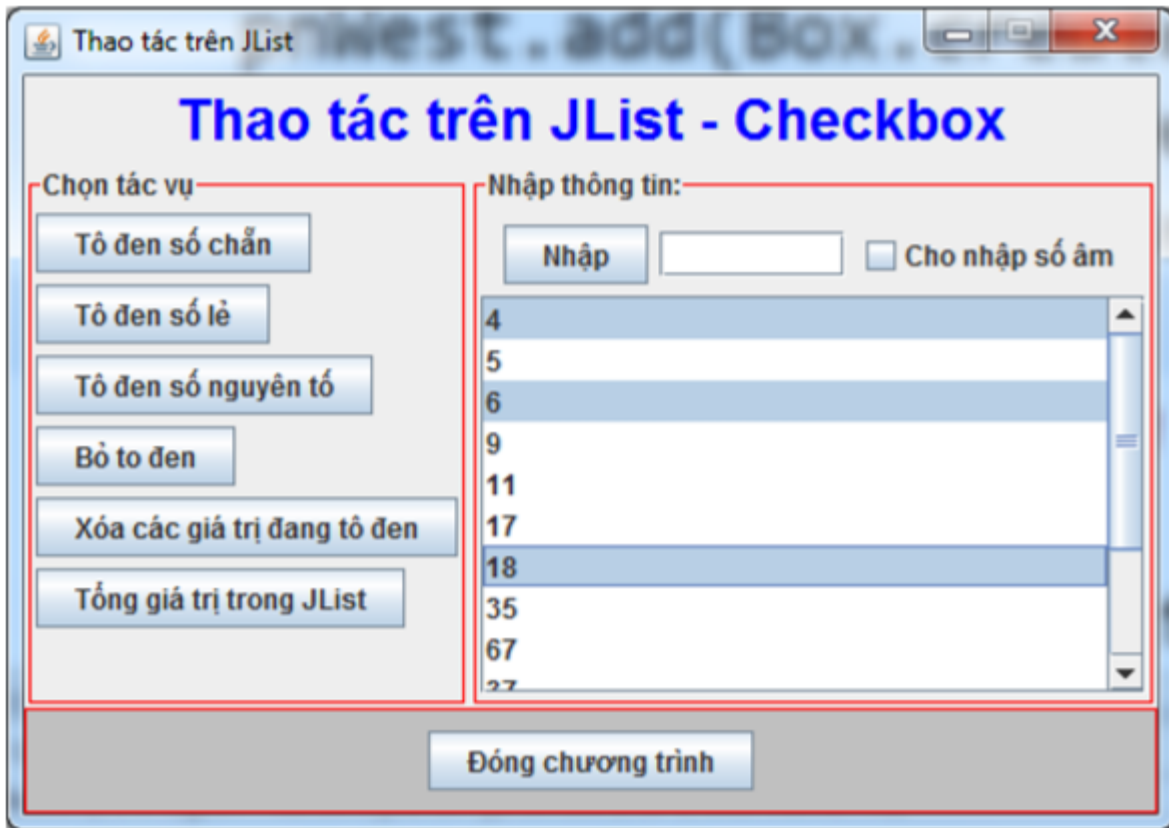 Thao tác trên JList
Thao tác trên JList - Checkbox
Chọn tác vụ
Tô đen số chẵn
Tô đen số lẻ
Tô đen số nguyên tố
Bỏ to đen
Xóa các giá trị đang tô đen
Tổng giá trị trong JList
Nhập thông tin:
Nhập
Cho nhập số âm
4
5
6
9
11
17
18
35
67
Đóng chương trình